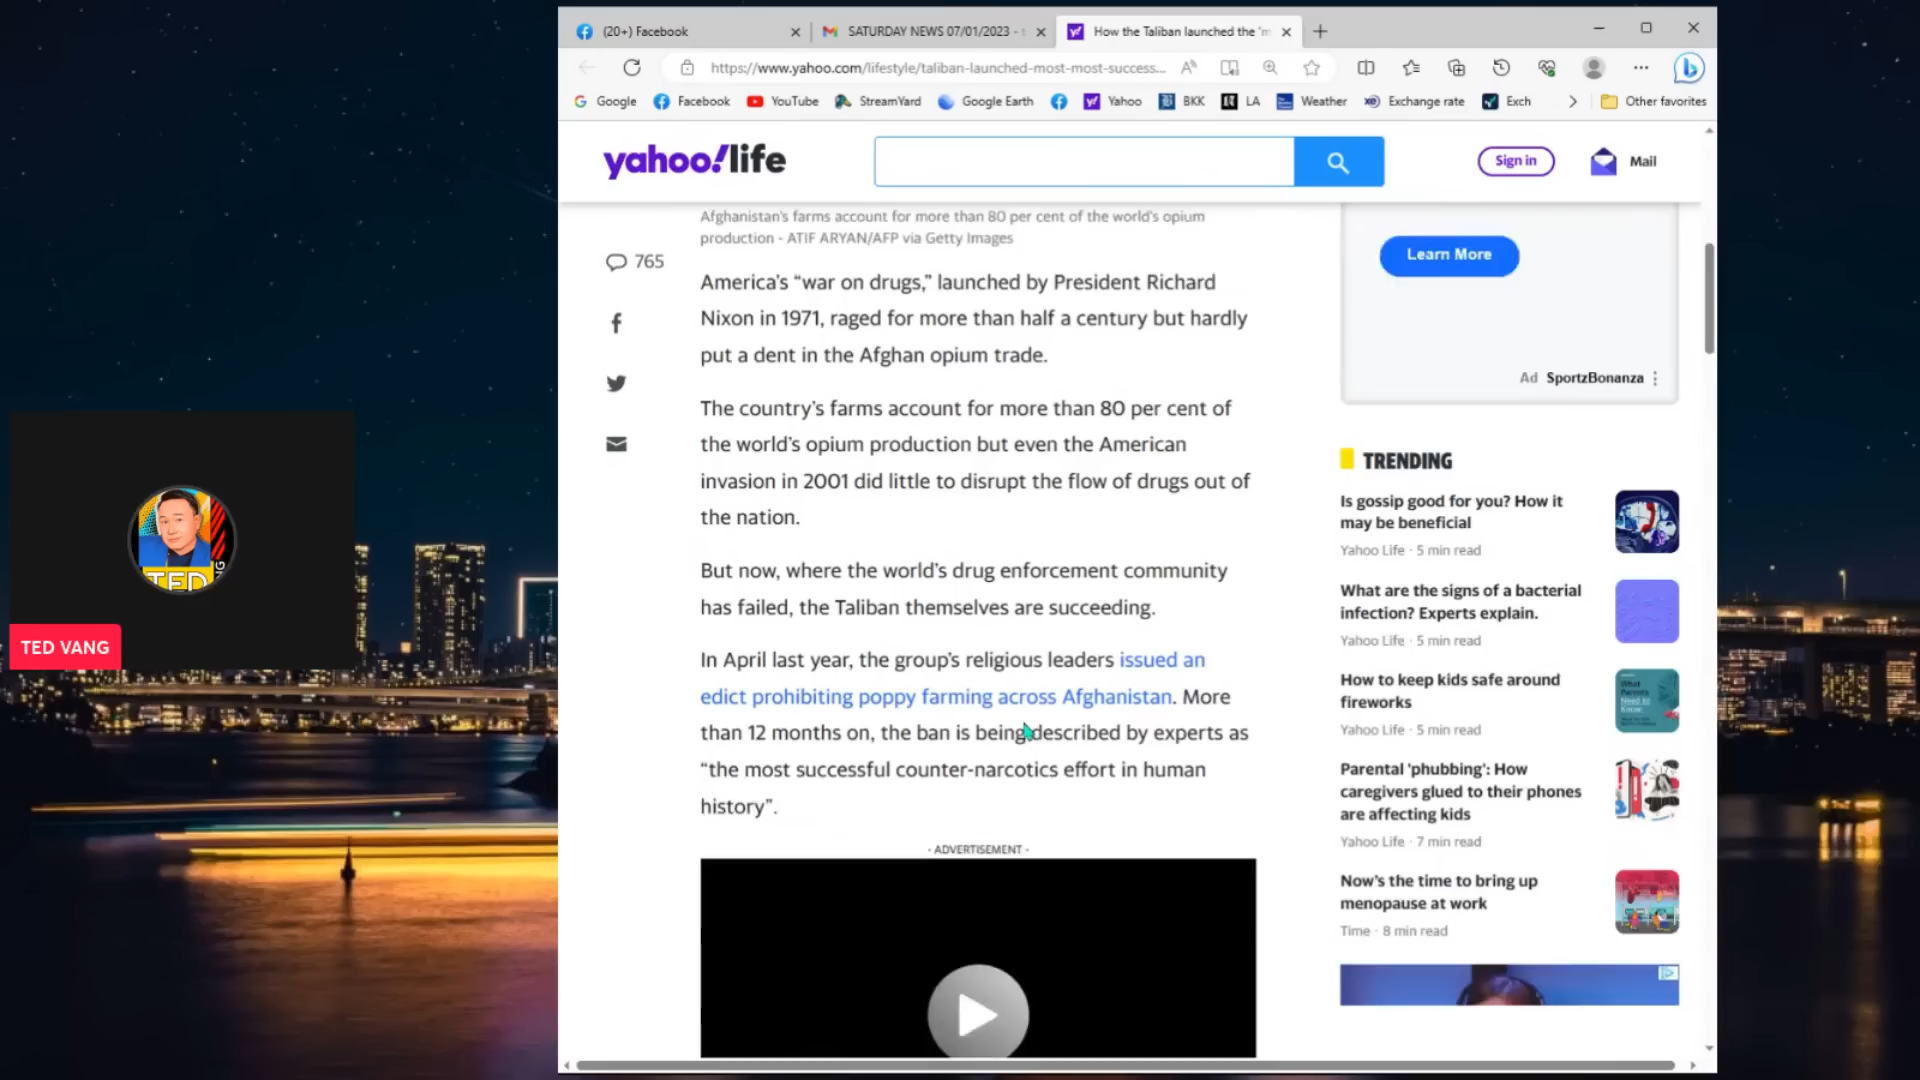 (20+) Facebook
SATURDAY NEWS 07/01/2023 -
How the Taliban launched the 'm
https://www.yahoo.com/lifestyle/taliban-launched-most-most-success...
Google
Facebook
YouTube
StreamYard
Google Earth
Yahoo
BKK
LA
Weather
Exchange rate
Exch
Other favorites
yahoo!life
Sign in
Mail
Afghanistan's farms account for more than 80 per cent of the world's opium
production - ATIF ARYAN/AFP via Getty Images
765
America's “war on drugs,” launched by President Richard
Nixon in 1971, raged for more than half a century but hardly
put a dent in the Afghan opium trade.
The country's farms account for more than 80 per cent of
the world's opium production but even the American
invasion in 2001 did little to disrupt the flow of drugs out of
the nation.
But now, where the world's drug enforcement community
has failed, the Taliban themselves are succeeding.
In April last year, the group's religious leaders issued an
edict prohibiting poppy farming across Afghanistan. More
than 12 months on, the ban is being described by experts as
“the most successful counter-narcotics effort in human
history”.
- ADVERTISEMENT -
Learn More
Ad SportzBonanza
TRENDING
Is gossip good for you? How it
may be beneficial
Yahoo Life · 5 min read
What are the signs of a bacterial
infection? Experts explain.
Yahoo Life · 5 min read
How to keep kids safe around
fireworks
Yahoo Life · 5 min read
What
Parents
Need to
Know
Parental 'phubbing': How
caregivers glued to their phones
are affecting kids
Yahoo Life · 7 min read
Now's the time to bring up
menopause at work
Time · 8 min read
TED
TED VANG